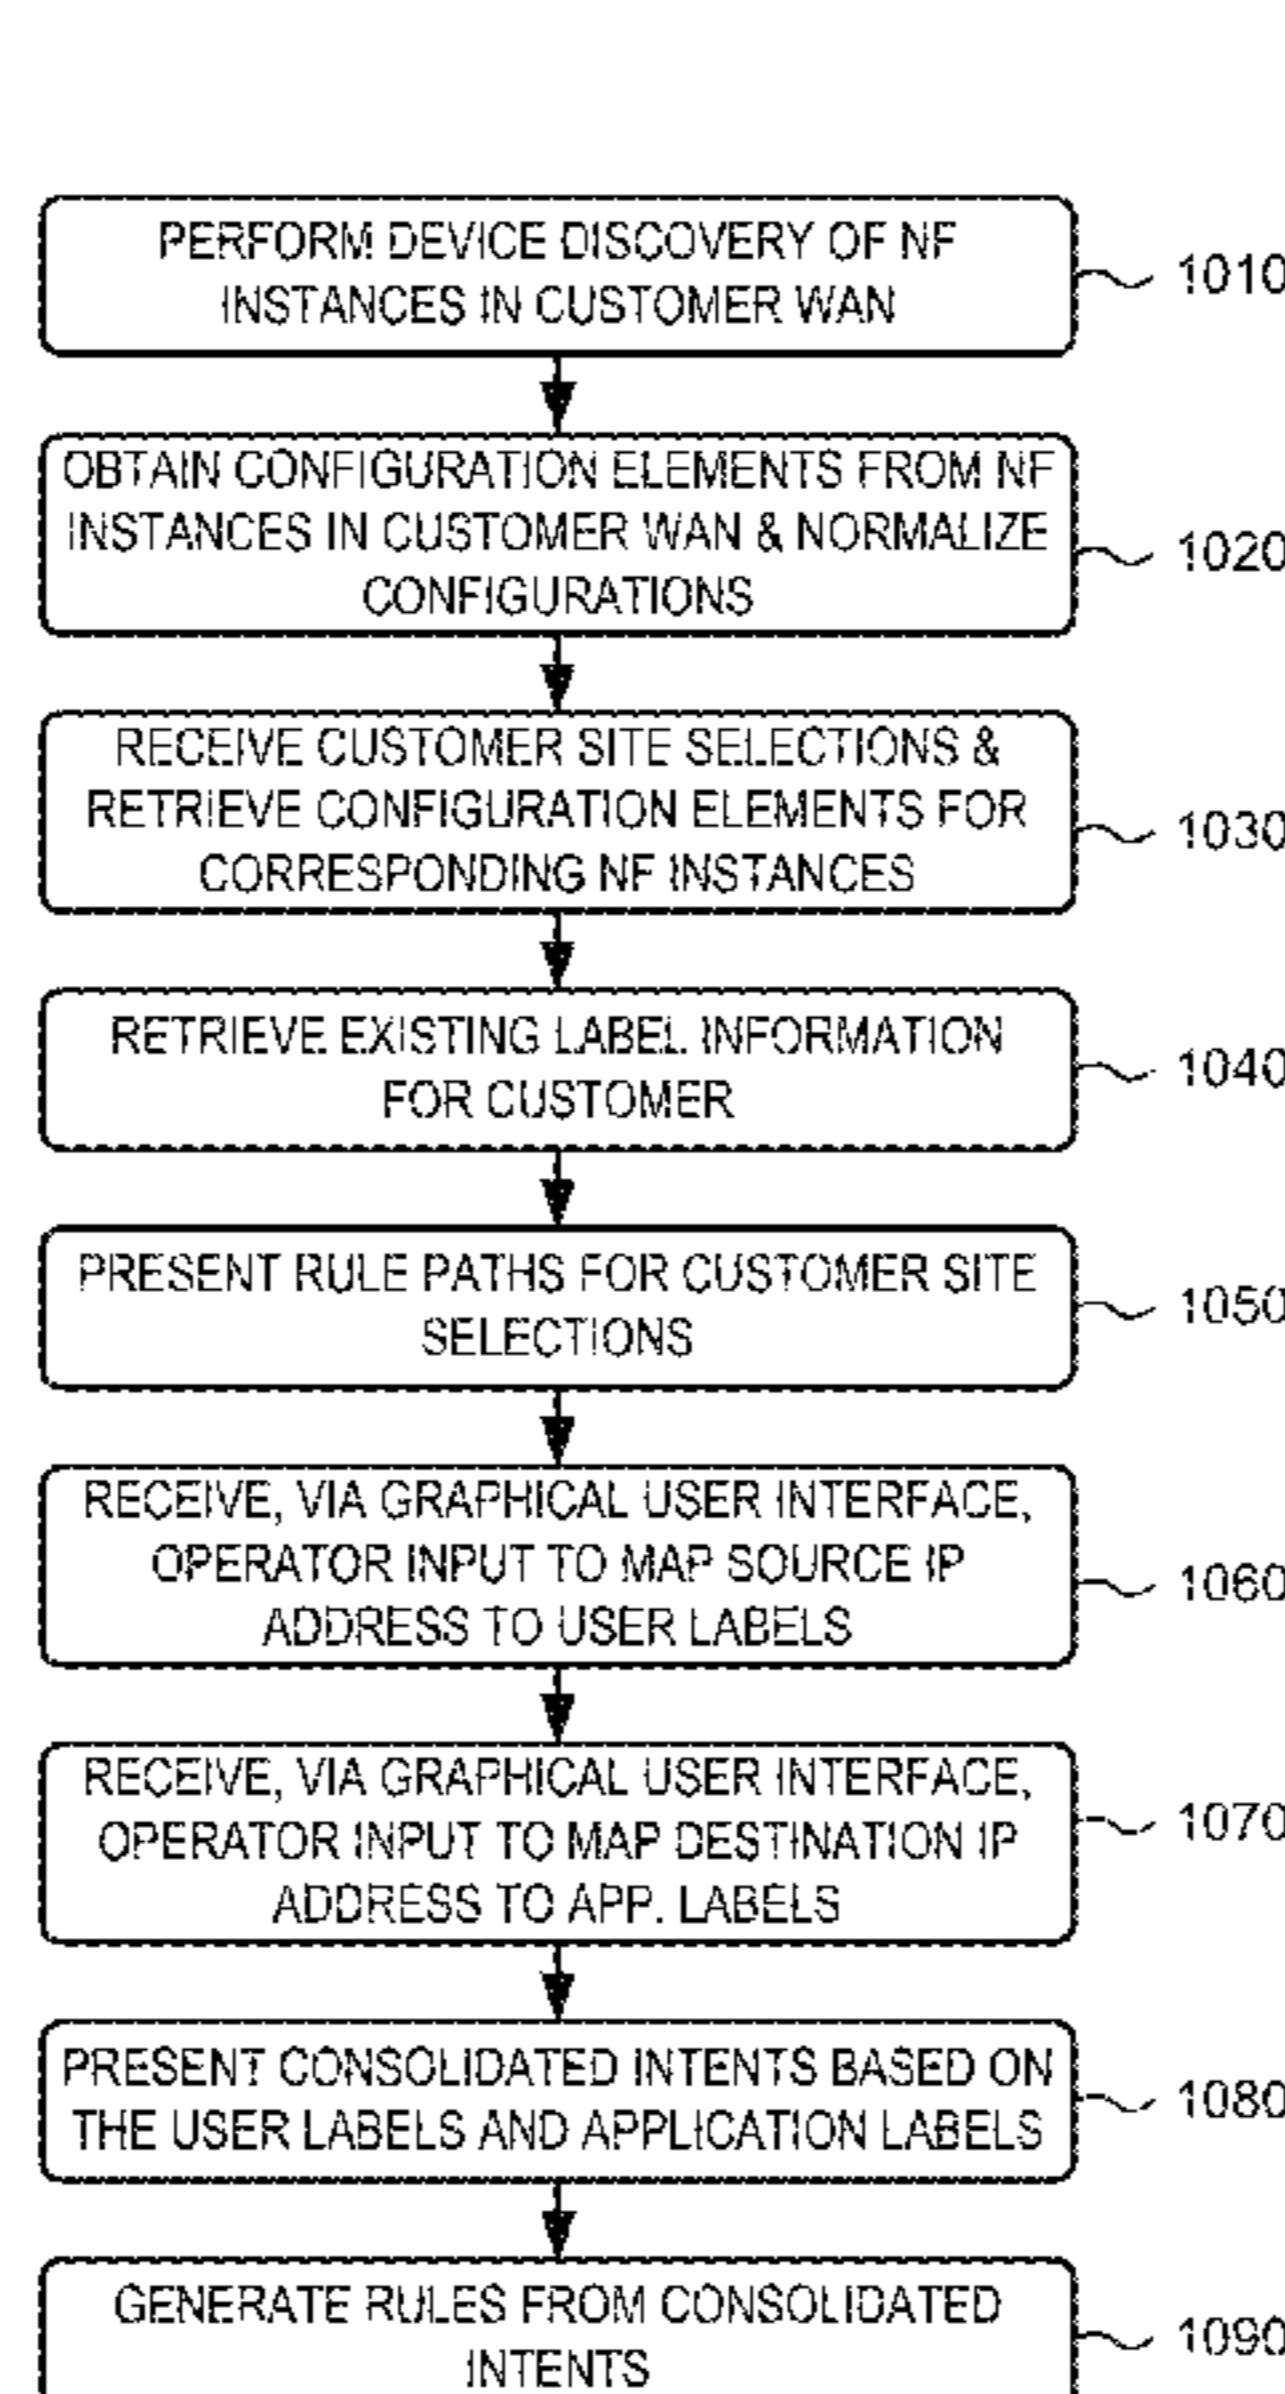 PERFORM DEVICE DISCOVERY OF NF
INSTANCES IN CUSTOMER WAN
1010
OBTAIN CONFIGURATION ELEMENTS FROM NF
INSTANCES IN CUSTOMER WAN & NORMALIZE
CONFIGURATIONS
1020
RECEIVE CUSTOMER SITE SELECTIONS &
RETRIEVE CONFIGURATION ELEMENTS FOR
CORRESPONDING NF INSTANCES
1030
RETRIEVE EXISTING LABEL INFORMATION
FOR CUSTOMER
1040
PRESENT RULE PATHS FOR CUSTOMER SITE
SELECTIONS
1050
RECEIVE, VIA GRAPHICAL USER INTERFACE,
OPERATOR INPUT TO MAP SOURCE IP
ADDRESS TO USER LABELS
1060
RECEIVE, VIA GRAPHICAL USER INTERFACE,
OPERATOR INPUT TO MAP DESTINATION IP
ADDRESS TO APP. LABELS
1070
PRESENT CONSOLIDATED INTENTS BASED ON
THE USER LABELS AND APPLICATION LABELS
1080
GENERATE RULES FROM CONSOLIDATED
INTENTS
1090